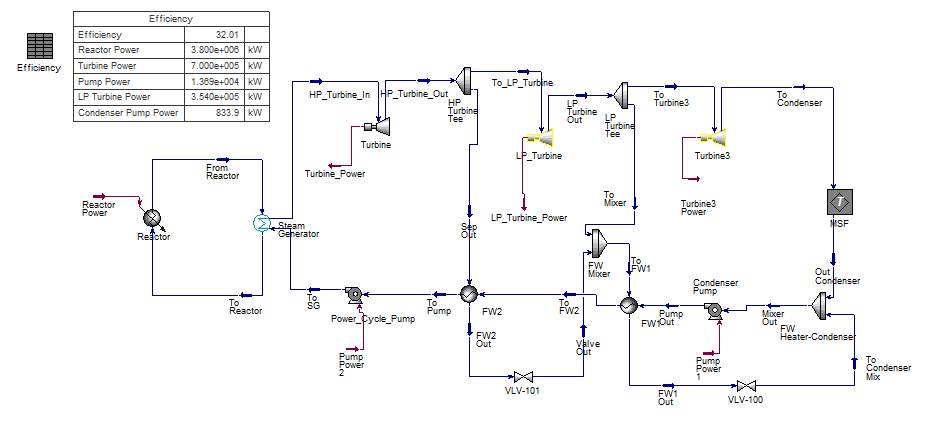 Efficiency
Efficiency 32.01
Reactor Power 3.800e+006 kW
Turbine Power 7.000e+005 kW
Pump Power 1.369e+004 kW
LP Turbine Power 3.540e+005 kW
Condenser Pump Power 833.9 kW
Efficiency
HP_Turbine_In
HP_Turbine_Out
HP
Turbine
Tee
To_LP_Turbine
LP
Turbine
Out
LP
Turbine
Tee
To
Turbine3
To
Condenser
Turbine
Turbine_Power
LP_Turbine
LP_Turbine_Power
Turbine3
Turbine3
Power
From
Reactor
Reactor
Power
Reactor
Steam
Generator
To
Reactor
Sep
Out
To
Mixer
MSF
FW
Mixer
To
FW1
Out
Condenser
To
SG
Power_Cycle_Pump
Pump
Power
2
To
Pump
FW2
FW2
Out
To
FW2
Valve
Out
FW1
Pump
Out
Condenser
Pump
Pump
Power
1
Mixer
Out
FW
Heater-Condenser
To
Condenser
Mix
VLV-101
FW1
Out
VLV-100